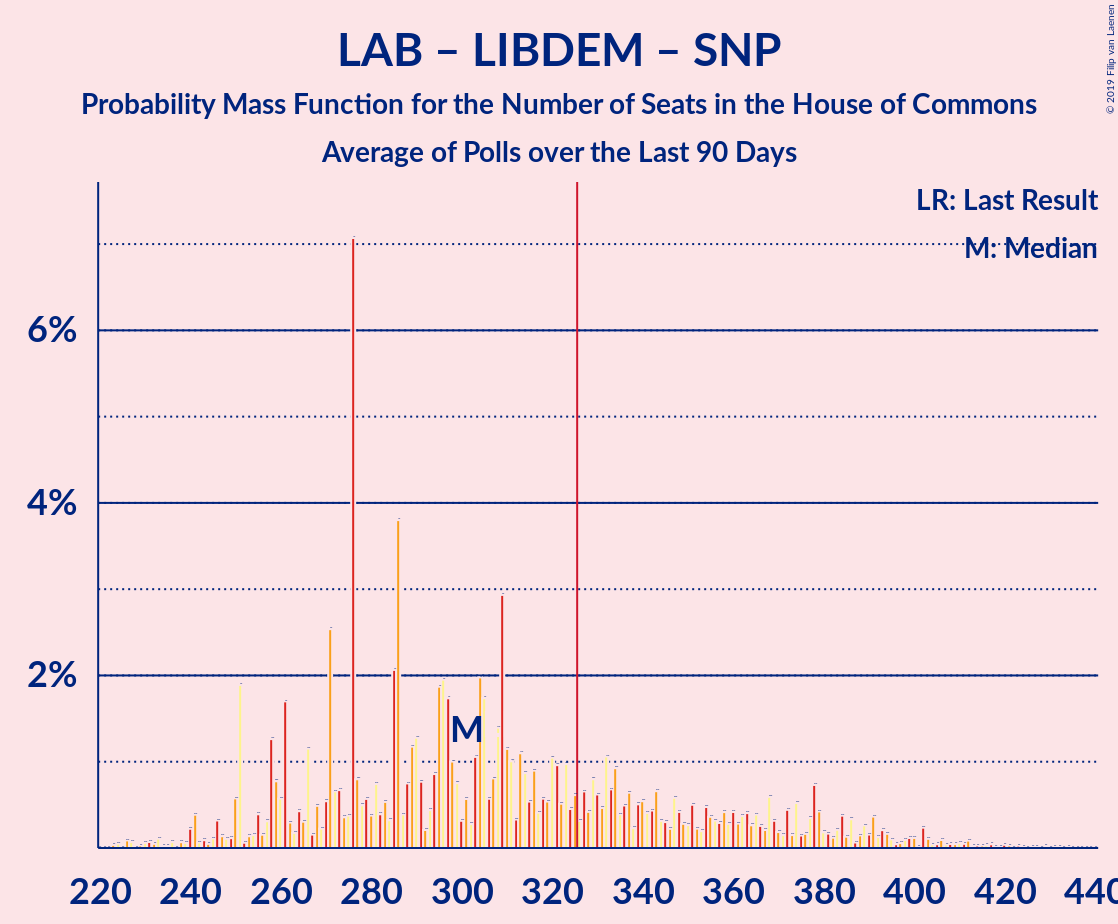 LAB – LIBDEM – SNP
Probability Mass Function for the Number of Seats in the House of Commons
Average of Polls over the Last 90 Days
© 2019 Filip van Laenen
LR: Last Result
M: Median
6%
4%
2%
M
220 240 260 280 300 320 340 360 380 400 420 440